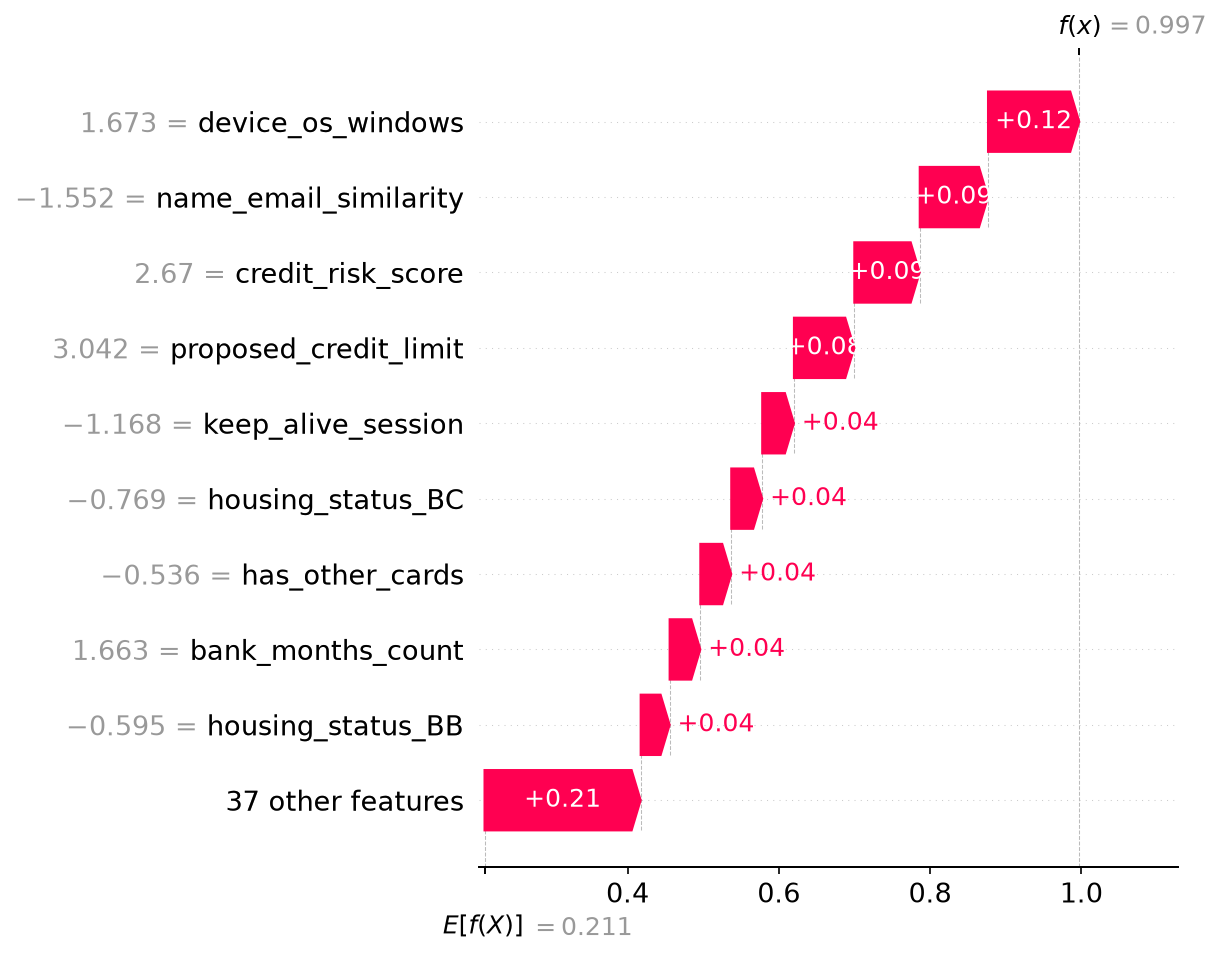 f(x) = 0.997
1.673 = device_os_windows +0.12
−1.552 = name_email_similarity +0.09
2.67 = credit_risk_score +0.09
3.042 = proposed_credit_limit +0.08
−1.168 = keep_alive_session +0.04
−0.769 = housing_status_BC +0.04
−0.536 = has_other_cards +0.04
1.663 = bank_months_count +0.04
−0.595 = housing_status_BB +0.04
37 other features +0.21
0.4 0.6 0.8 1.0
E[f(X)] = 0.211